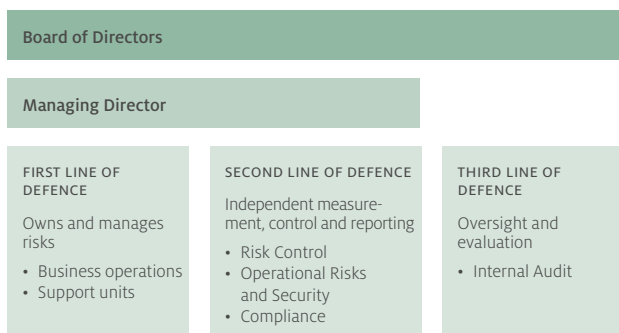 Board of Directors
Managing Director
FIRST LINE OF
DEFENCE
Owns and manages
risks
• Business operations
• Support units
SECOND LINE OF DEFENCE
Independent measure-
ment, control and reporting
• Risk Control
• Operational Risks
and Security
• Compliance
THIRD LINE OF
DEFENCE
Oversight and
evaluation
• Internal Audit